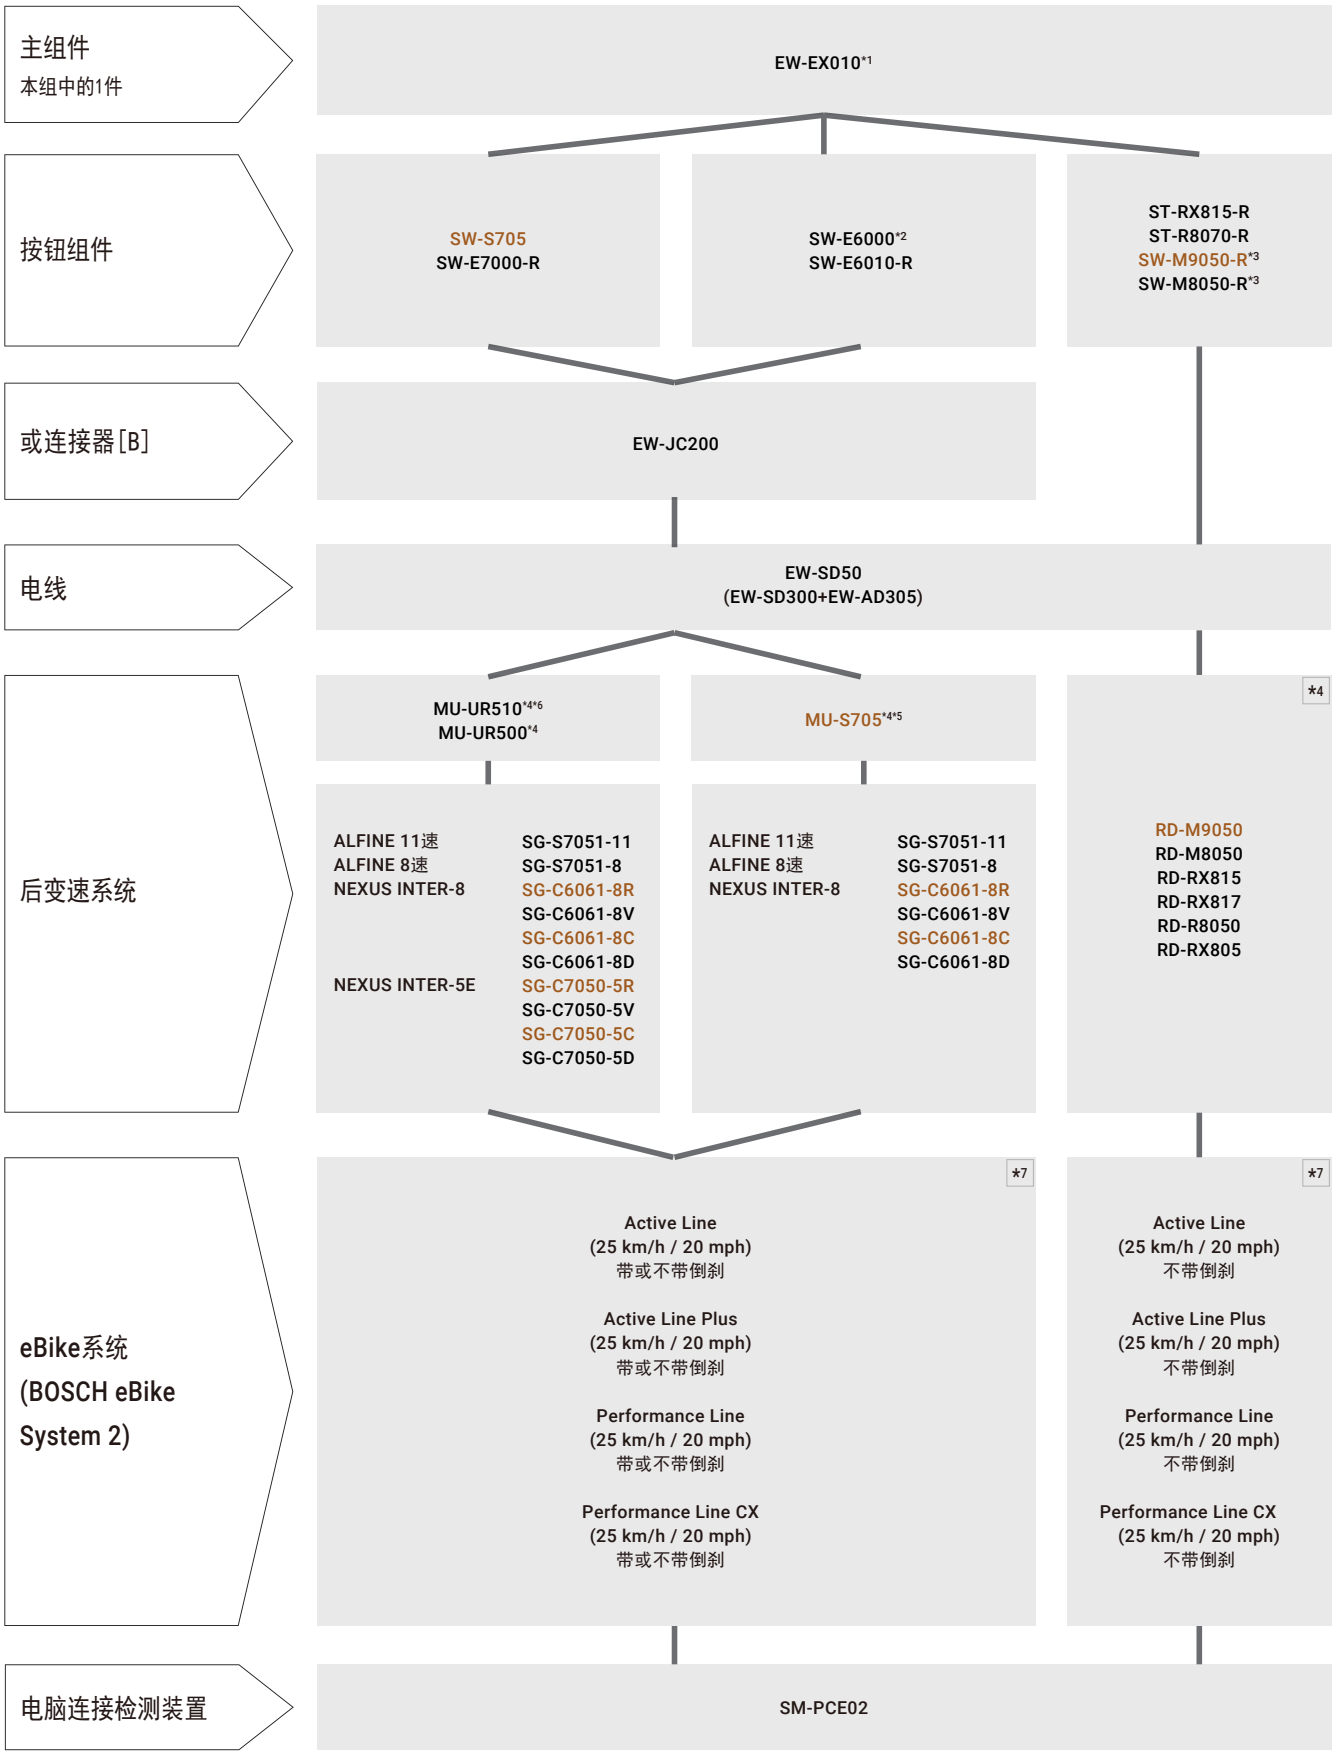 主组件
本组中的1件
EW-EX010*1
按钮组件
SW-S705
SW-E7000-R
SW-E6000*2
SW-E6010-R
ST-RX815-R
ST-R8070-R
SW-M9050-R*3
SW-M8050-R*3
或连接器[B]
EW-JC200
电线
EW-SD50
(EW-SD300+EW-AD305)
后变速系统
MU-UR510*4*6
MU-UR500*4
MU-S705*4*5
*4
ALFINE 11速 SG-S7051-11
ALFINE 8速 SG-S7051-8
NEXUS INTER-8 SG-C6061-8R
SG-C6061-8V
SG-C6061-8C
SG-C6061-8D
NEXUS INTER-5E SG-C7050-5R
SG-C7050-5V
SG-C7050-5C
SG-C7050-5D
ALFINE 11速 SG-S7051-11
ALFINE 8速 SG-S7051-8
NEXUS INTER-8 SG-C6061-8R
SG-C6061-8V
SG-C6061-8C
SG-C6061-8D
RD-M9050
RD-M8050
RD-RX815
RD-RX817
RD-R8050
RD-RX805
eBike系统
(BOSCH eBike
System 2)
*7
Active Line
(25 km/h / 20 mph)
带或不带倒刹
Active Line Plus
(25 km/h / 20 mph)
带或不带倒刹
Performance Line
(25 km/h / 20 mph)
带或不带倒刹
Performance Line CX
(25 km/h / 20 mph)
带或不带倒刹
*7
Active Line
(25 km/h / 20 mph)
不带倒刹
Active Line Plus
(25 km/h / 20 mph)
不带倒刹
Performance Line
(25 km/h / 20 mph)
不带倒刹
Performance Line CX
(25 km/h / 20 mph)
不带倒刹
电脑连接检测装置
SM-PCE02